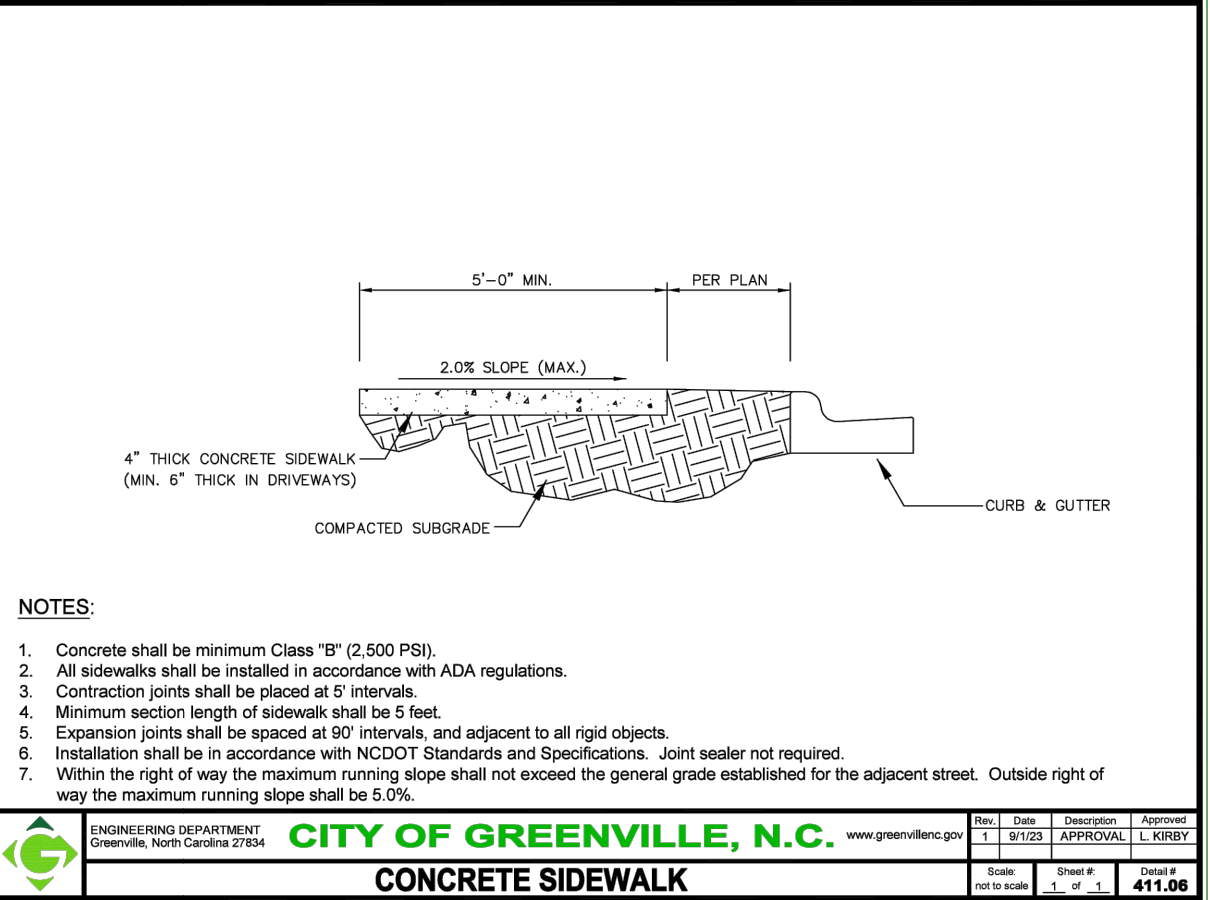 5'-0" MIN.
PER PLAN
2.0% SLOPE (MAX.)
4" THICK CONCRETE SIDEWALK
(MIN. 6" THICK IN DRIVEWAYS)
COMPACTED SUBGRADE
CURB & GUTTER
NOTES:
1. Concrete shall be minimum Class "B" (2,500 PSI).
2. All sidewalks shall be installed in accordance with ADA regulations.
3. Contraction joints shall be placed at 5' intervals.
4. Minimum section length of sidewalk shall be 5 feet.
5. Expansion joints shall be spaced at 90' intervals, and adjacent to all rigid objects.
6. Installation shall be in accordance with NCDOT Standards and Specifications. Joint sealer not required.
7. Within the right of way the maximum running slope shall not exceed the general grade established for the adjacent street. Outside right of
way the maximum running slope shall be 5.0%.
G
ENGINEERING DEPARTMENT
Greenville, North Carolina 27834
CITY OF GREENVILLE, N.C.
www.greenvillenc.gov
Rev. Date Description Approved
1 9/1/23 APPROVAL L. KIRBY
CONCRETE SIDEWALK
Scale:
not to scale
Sheet #:
1 of 1
Detail #
411.06